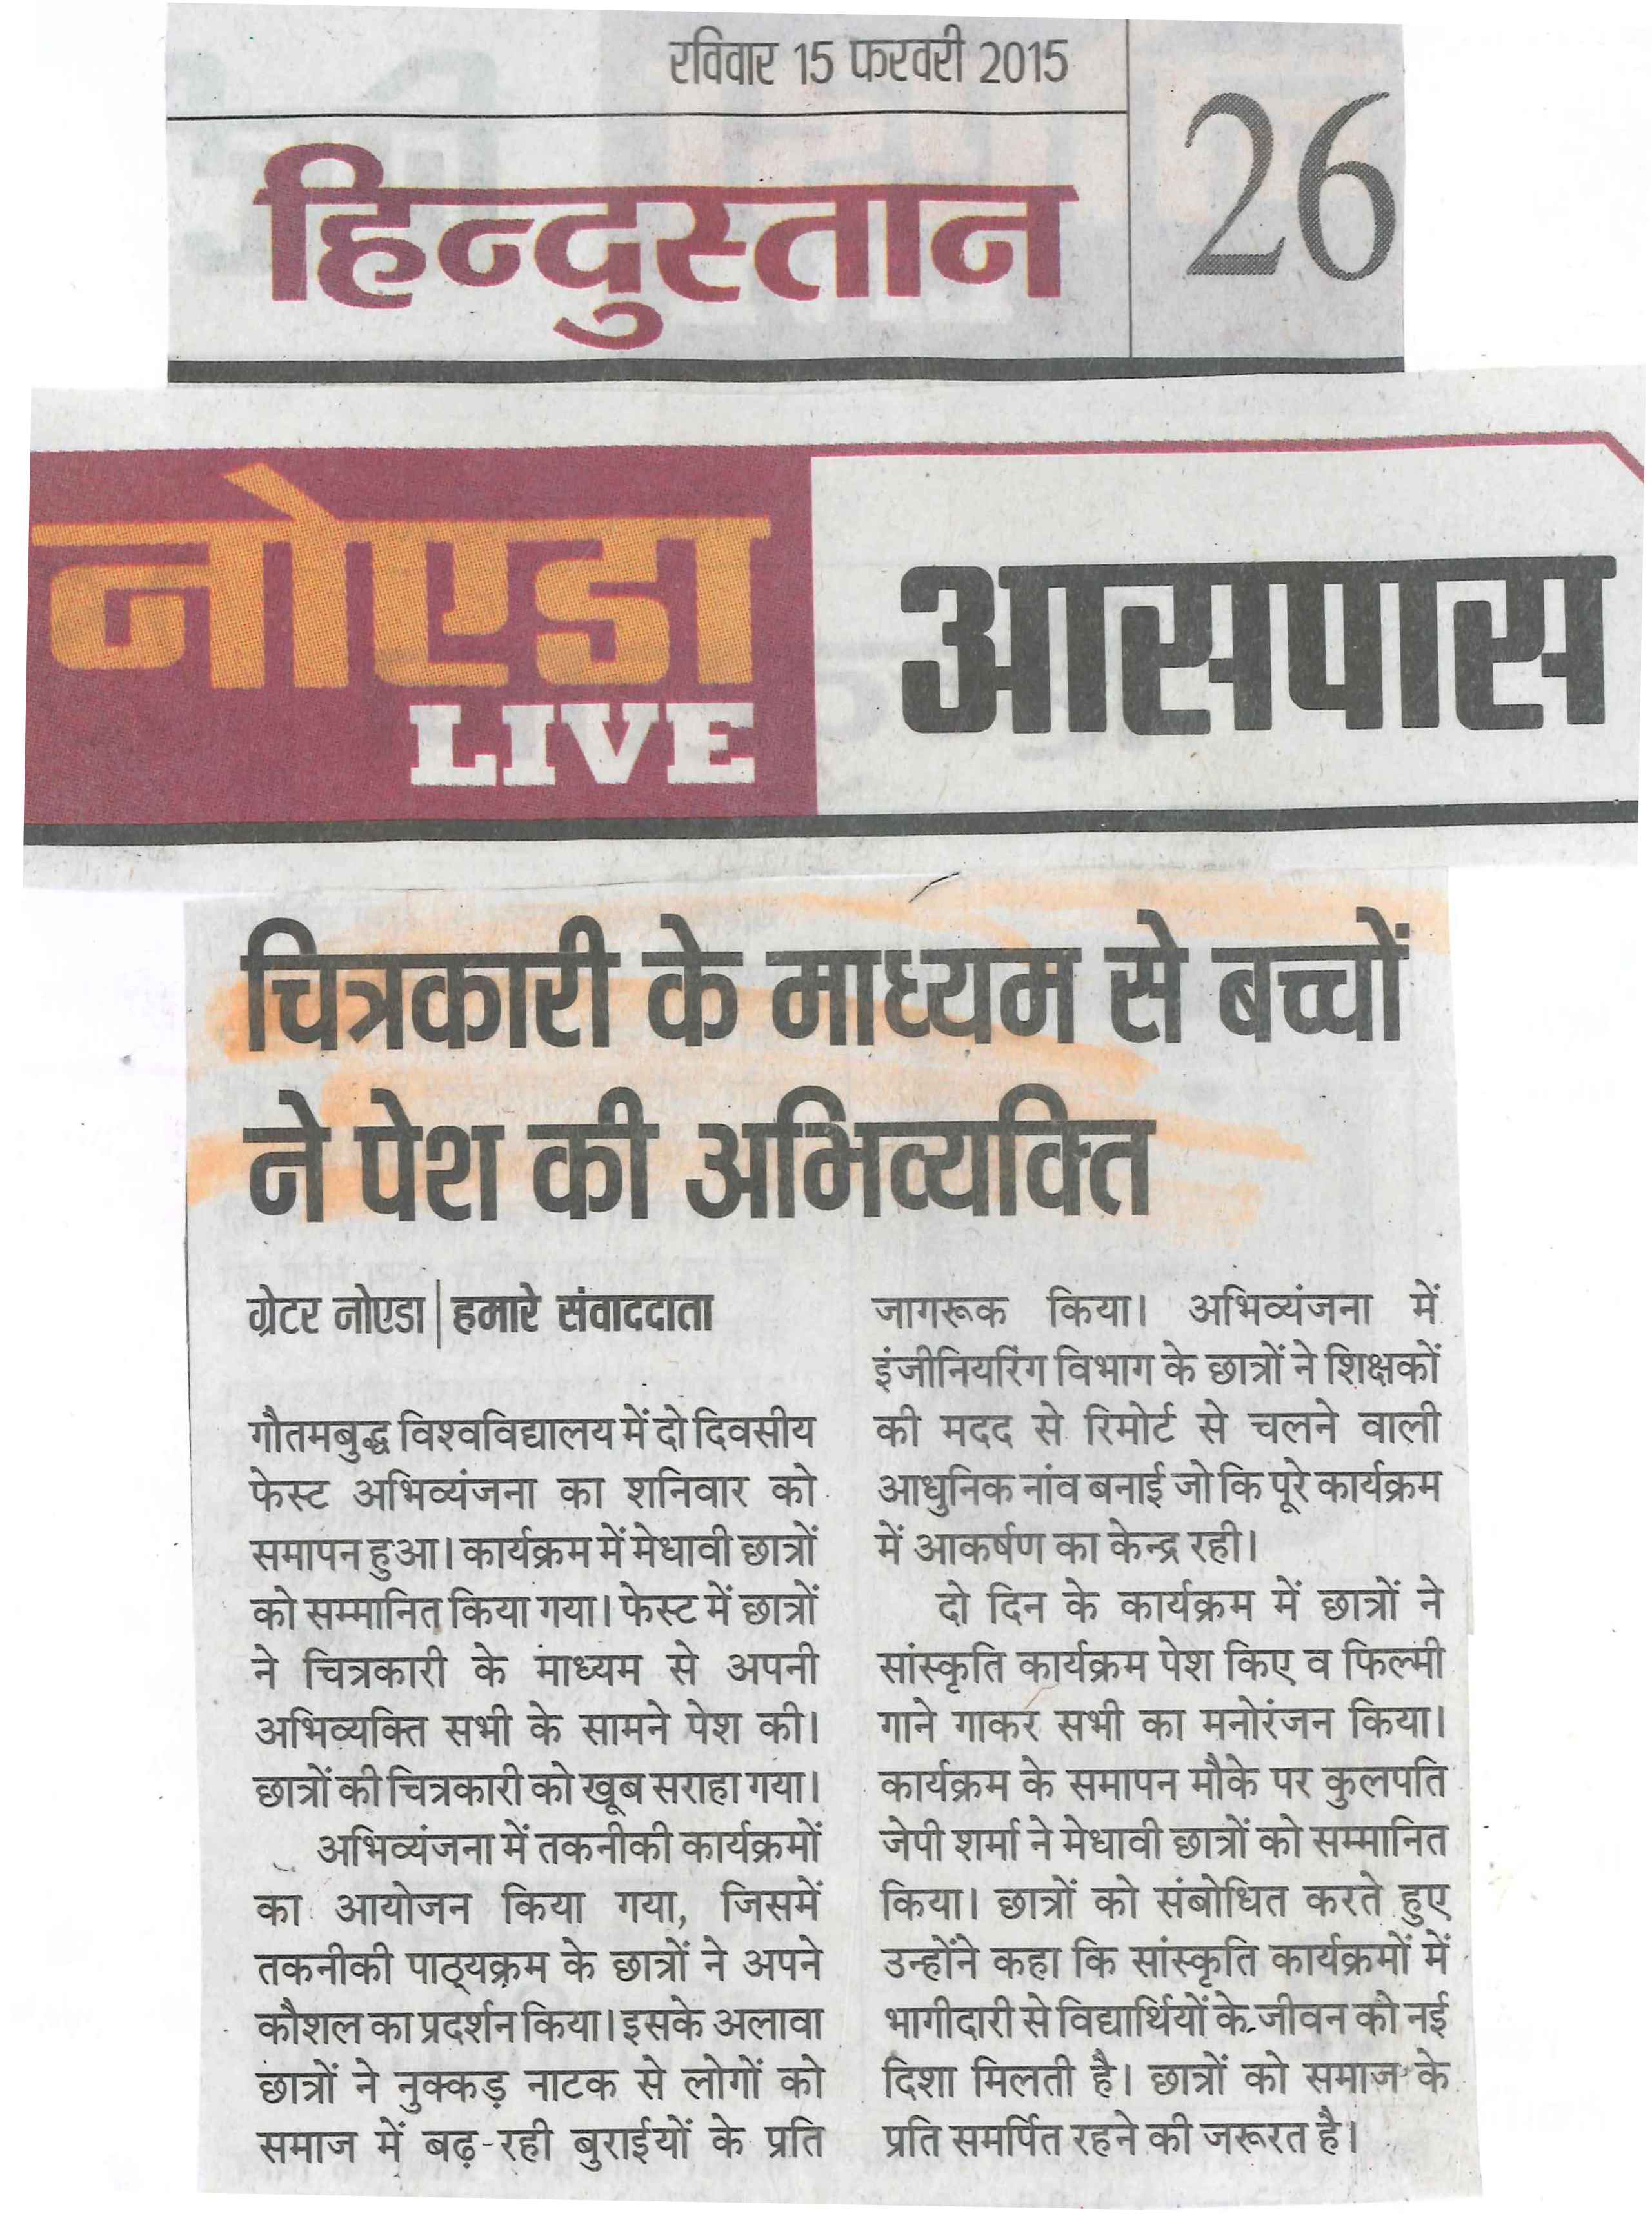 रविवार 15 फरवरी 2015
26
हिन्दुस्तान
नोएडा
LIVE
आसपास
चित्रकारी के माध्यम से बच्चों
ने पेश की अभिव्यक्ति
ग्रेटर नोएडा | हमारे संवाददाता
गौतमबुद्ध विश्वविद्यालय में दो दिवसीय
फेस्ट अभिव्यंजना का शनिवार को
समापन हुआ। कार्यक्रम में मेधावी छात्रों
को सम्मानित किया गया। फेस्ट में छात्रों
ने चित्रकारी के माध्यम से अपनी
अभिव्यक्ति सभी के सामने पेश की।
छात्रों की चित्रकारी को खूब सराहा गया।
अभिव्यंजना में तकनीकी कार्यक्रमों
का आयोजन किया गया, जिसमें
तकनीकी पाठ्यक्रम के छात्रों ने अपने
कौशल का प्रदर्शन किया। इसके अलावा
छात्रों ने नुक्कड़ नाटक से लोगों को
समाज में बढ़ रही बुराईयों के प्रति
जागरूक किया। अभिव्यंजना में
इंजीनियरिंग विभाग के छात्रों ने शिक्षकों
की मदद से रिमोर्ट से चलने वाली
आधुनिक नांव बनाई जो कि पूरे कार्यक्रम
में आकर्षण का केन्द्र रही।
दो दिन के कार्यक्रम में छात्रों ने
सांस्कृति कार्यक्रम पेश किए व फिल्मी
गाने गाकर सभी का मनोरंजन किया।
कार्यक्रम के समापन मौके पर कुलपति
जेपी शर्मा ने मेधावी छात्रों को सम्मानित
किया। छात्रों को संबोधित करते हुए
उन्होंने कहा कि सांस्कृति कार्यक्रमों में
भागीदारी से विद्यार्थियों के जीवन को नई
दिशा मिलती है। छात्रों को समाज के
प्रति समर्पित रहने की जरूरत है।